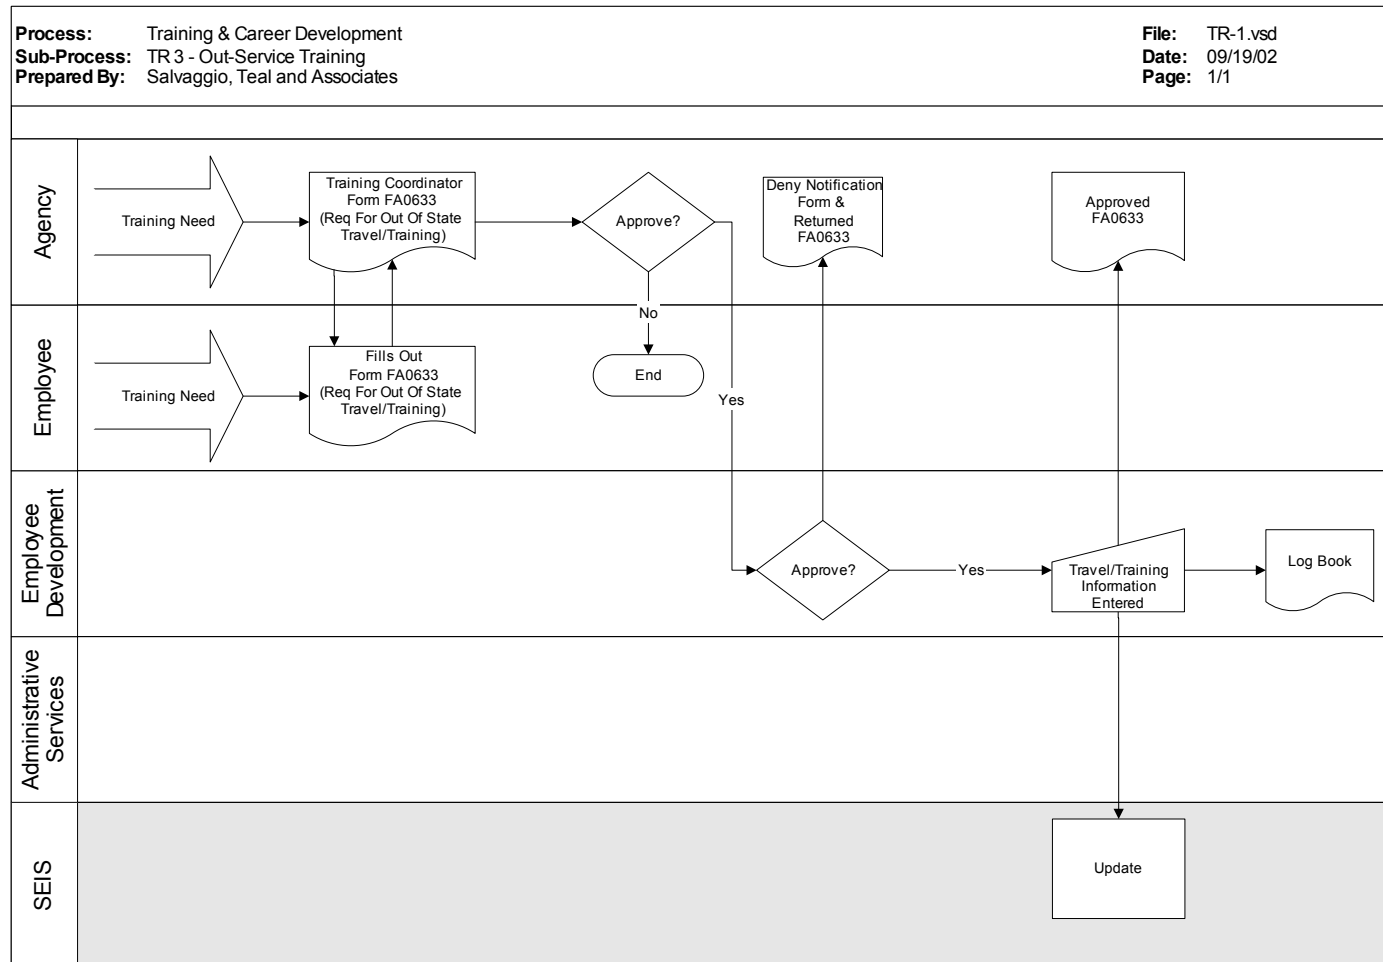 Process: Training & Career Development
Sub-Process: TR 3 - Out-Service Training
Prepared By: Salvaggio, Teal and Associates
File: TR-1.vsd
Date: 09/19/02
Page: 1/1
Agency
Training Need
Training Coordinator
Form FA0633
(Req For Out Of State
Travel/Training)
Approve?
Deny Notification
Form &
Returned
FA0633
Approved
FA0633
No
Employee
Training Need
Fills Out
Form FA0633
(Req For Out Of State
Travel/Training)
End
Yes
Employee
Development
Approve?
Yes
Travel/Training
Information
Entered
Log Book
Administrative
Services
SEIS
Update